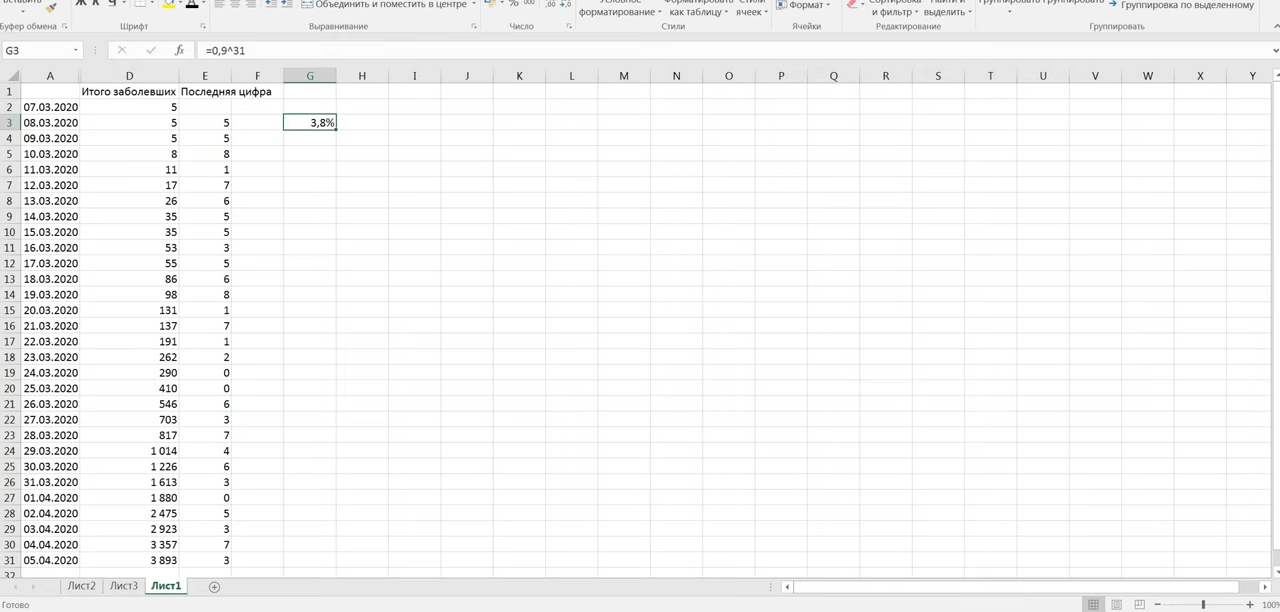 Вставить
Ж К Ч А
Объединить и поместить в центре
% 000
Условное форматирование
Форматировать как таблицу
Стили ячеек
Формат
Сортировка и фильтр
Найти и выделить
Группировать
Группировка по выделенному
Буфер обмена
Шрифт
Выравнивание
Число
Стили
Ячейки
Редактирование
Группировать
G3 fx =0,9^31
A D E F G H I J K L M N O P Q R S T U V W X Y
1 Итого заболевших Последняя цифра
2 07.03.2020 5
3 08.03.2020 5 5 3,8%
4 09.03.2020 5 5
5 10.03.2020 8 8
6 11.03.2020 11 1
7 12.03.2020 17 7
8 13.03.2020 26 6
9 14.03.2020 35 5
10 15.03.2020 35 5
11 16.03.2020 53 3
12 17.03.2020 55 5
13 18.03.2020 86 6
14 19.03.2020 98 8
15 20.03.2020 131 1
16 21.03.2020 137 7
17 22.03.2020 191 1
18 23.03.2020 262 2
19 24.03.2020 290 0
20 25.03.2020 410 0
21 26.03.2020 546 6
22 27.03.2020 703 3
23 28.03.2020 817 7
24 29.03.2020 1 014 4
25 30.03.2020 1 226 6
26 31.03.2020 1 613 3
27 01.04.2020 1 880 0
28 02.04.2020 2 475 5
29 03.04.2020 2 923 3
30 04.04.2020 3 357 7
31 05.04.2020 3 893 3
32
Лист2 Лист3 Лист1
Готово
100%